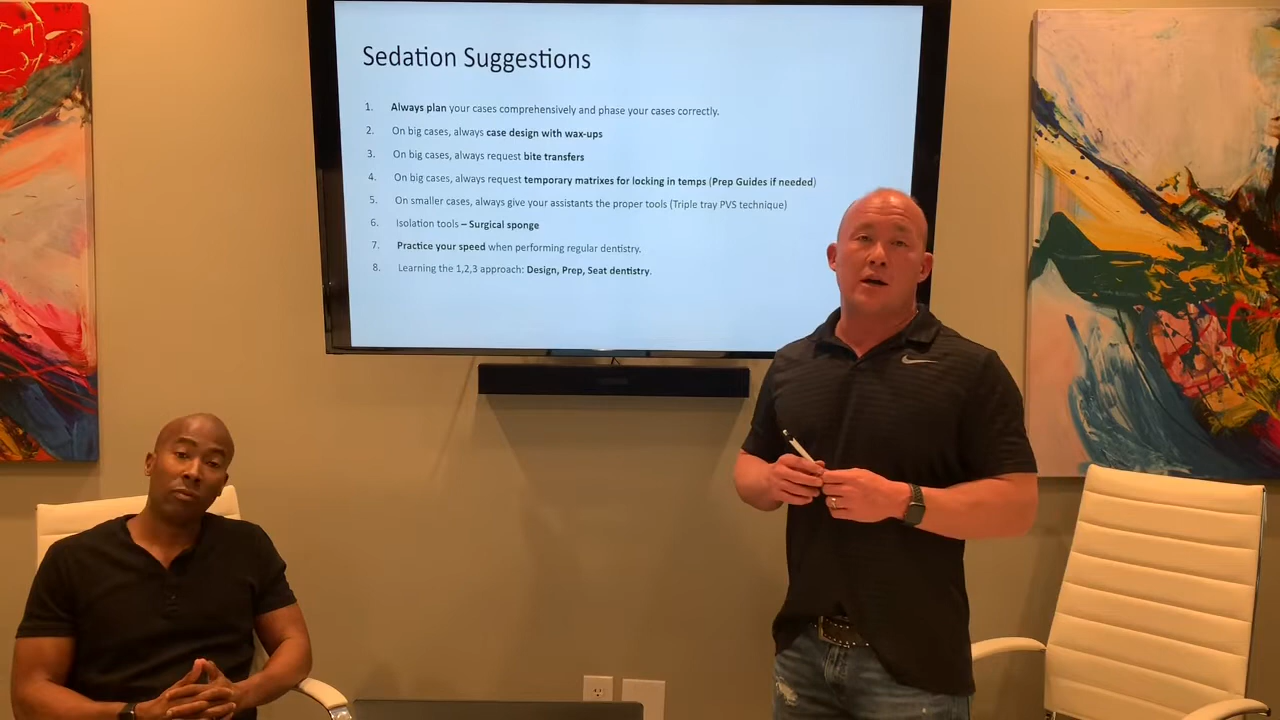 Sedation Suggestions
1. Always plan your cases comprehensively and phase your cases correctly.
2. On big cases, always case design with wax-ups
3. On big cases, always request bite transfers
4. On big cases, always request temporary matrixes for locking in temps (Prep Guides if needed)
5. On smaller cases, always give your assistants the proper tools (Triple tray PVS technique)
6. Isolation tools – Surgical sponge
7. Practice your speed when performing regular dentistry.
8. Learning the 1,2,3 approach: Design, Prep, Seat dentistry.